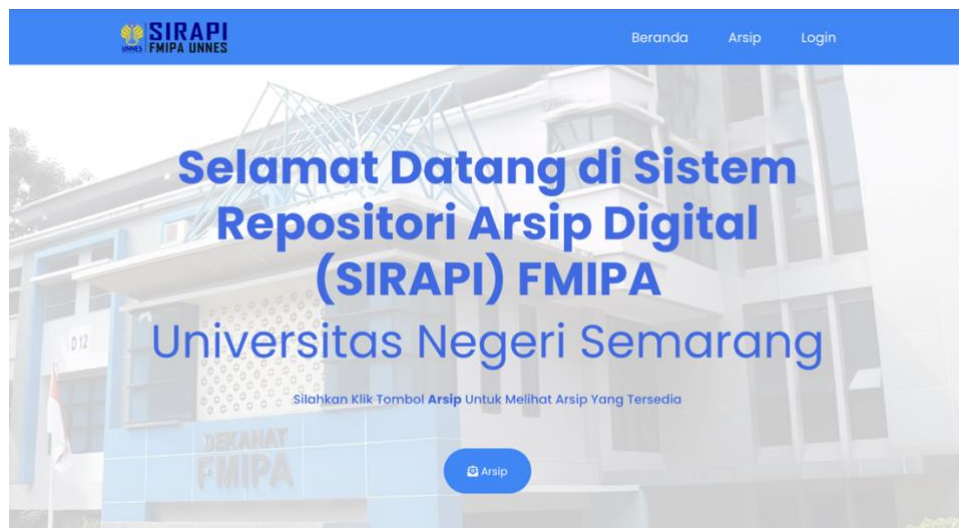 UNNES
SIRAPI
FMIPA UNNES
Beranda Arsip Login
Selamat Datang di Sistem
Repositori Arsip Digital
(SIRAPI) FMIPA
Universitas Negeri Semarang
D12
Silahkan Klik Tombol Arsip Untuk Melihat Arsip Yang Tersedia
DEKANAT
FMIPA
Arsip